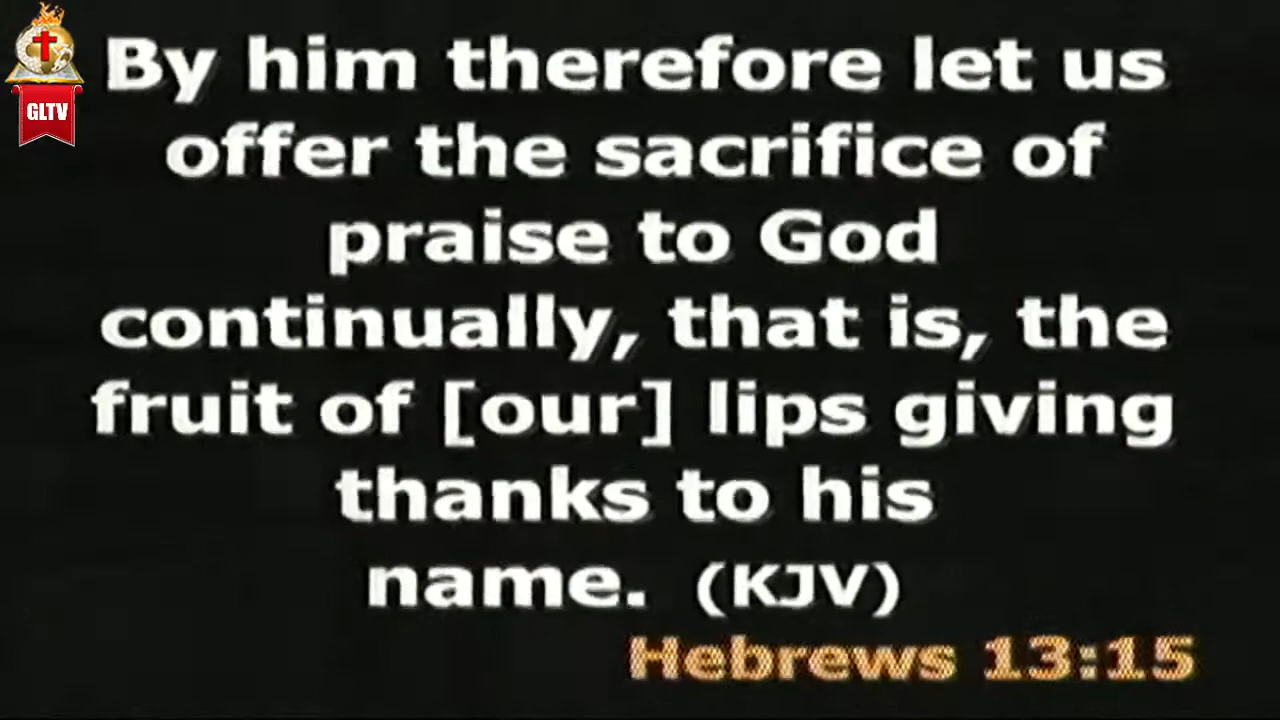 By him therefore let us
offer the sacrifice of
praise to God
continually, that is, the
fruit of [our] lips giving
thanks to his
name. (KJV)
Hebrews 13:15
GLTV